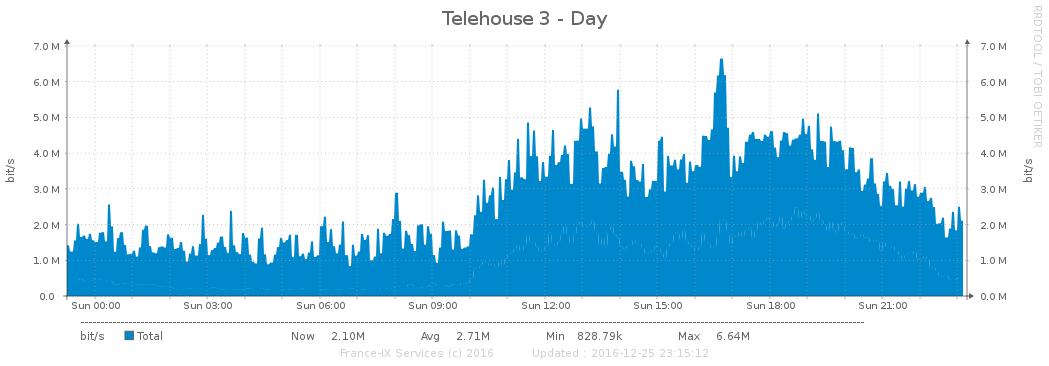 Telehouse 3 - Day
RRDTOOL / TOBI OETIKER
bit/s
bit/s
7.0 M 7.0 M
6.0 M 6.0 M
5.0 M 5.0 M
4.0 M 4.0 M
3.0 M 3.0 M
2.0 M 2.0 M
1.0 M 1.0 M
0.0 0.0 M
Sun 00:00 Sun 03:00 Sun 06:00 Sun 09:00 Sun 12:00 Sun 15:00 Sun 18:00 Sun 21:00
bit/s Total Now 2.10M Avg 2.71M Min 828.79k Max 6.64M
France-IX Services (c) 2016 Updated : 2016-12-25 23:15:12